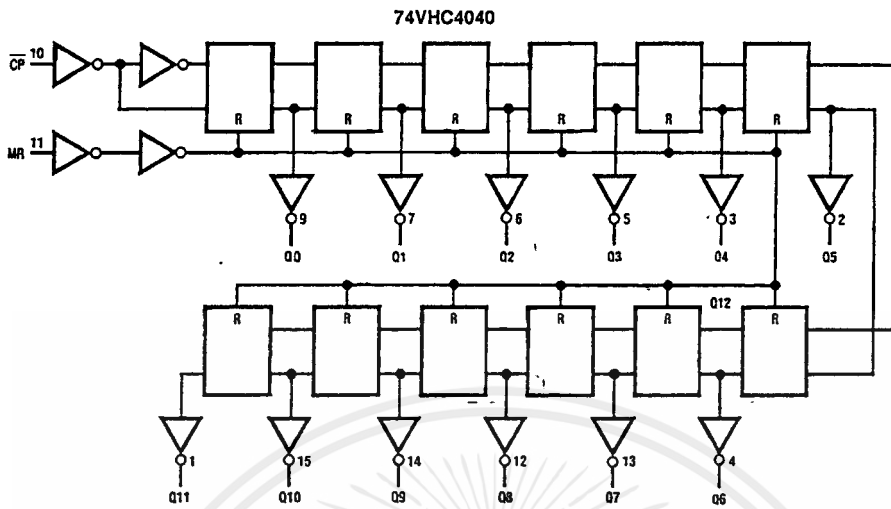 74VHC4040
10
CP
R R R R R R
11
MR
9 7 6 5 3 2
Q0 Q1 Q2 Q3 Q4 Q5
Q12
R R R R R R
1 15 14 12 13 4
Q11 Q10 Q9 Q8 Q7 Q6